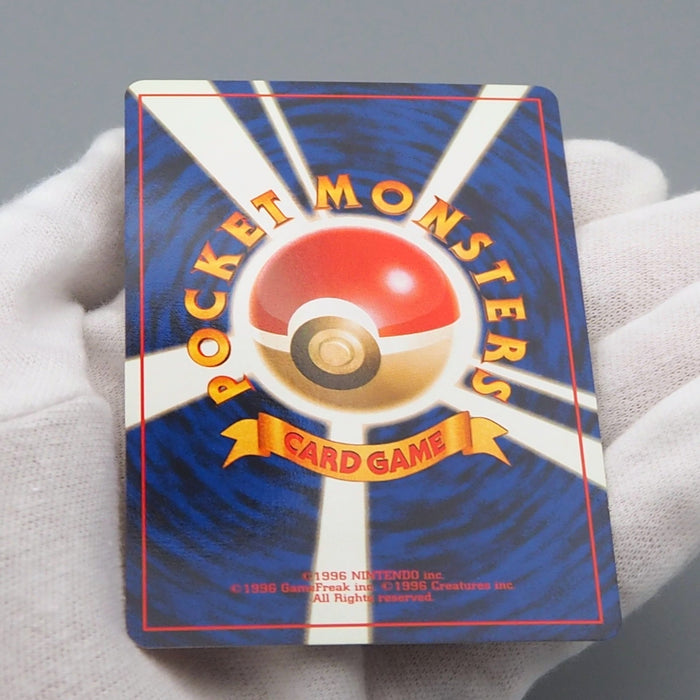 POCKET MONSTERS
CARD GAME
©1996 NINTENDO inc.
©1996 GameFreak inc. ©1996 Creatures inc.
All Rights reserved.